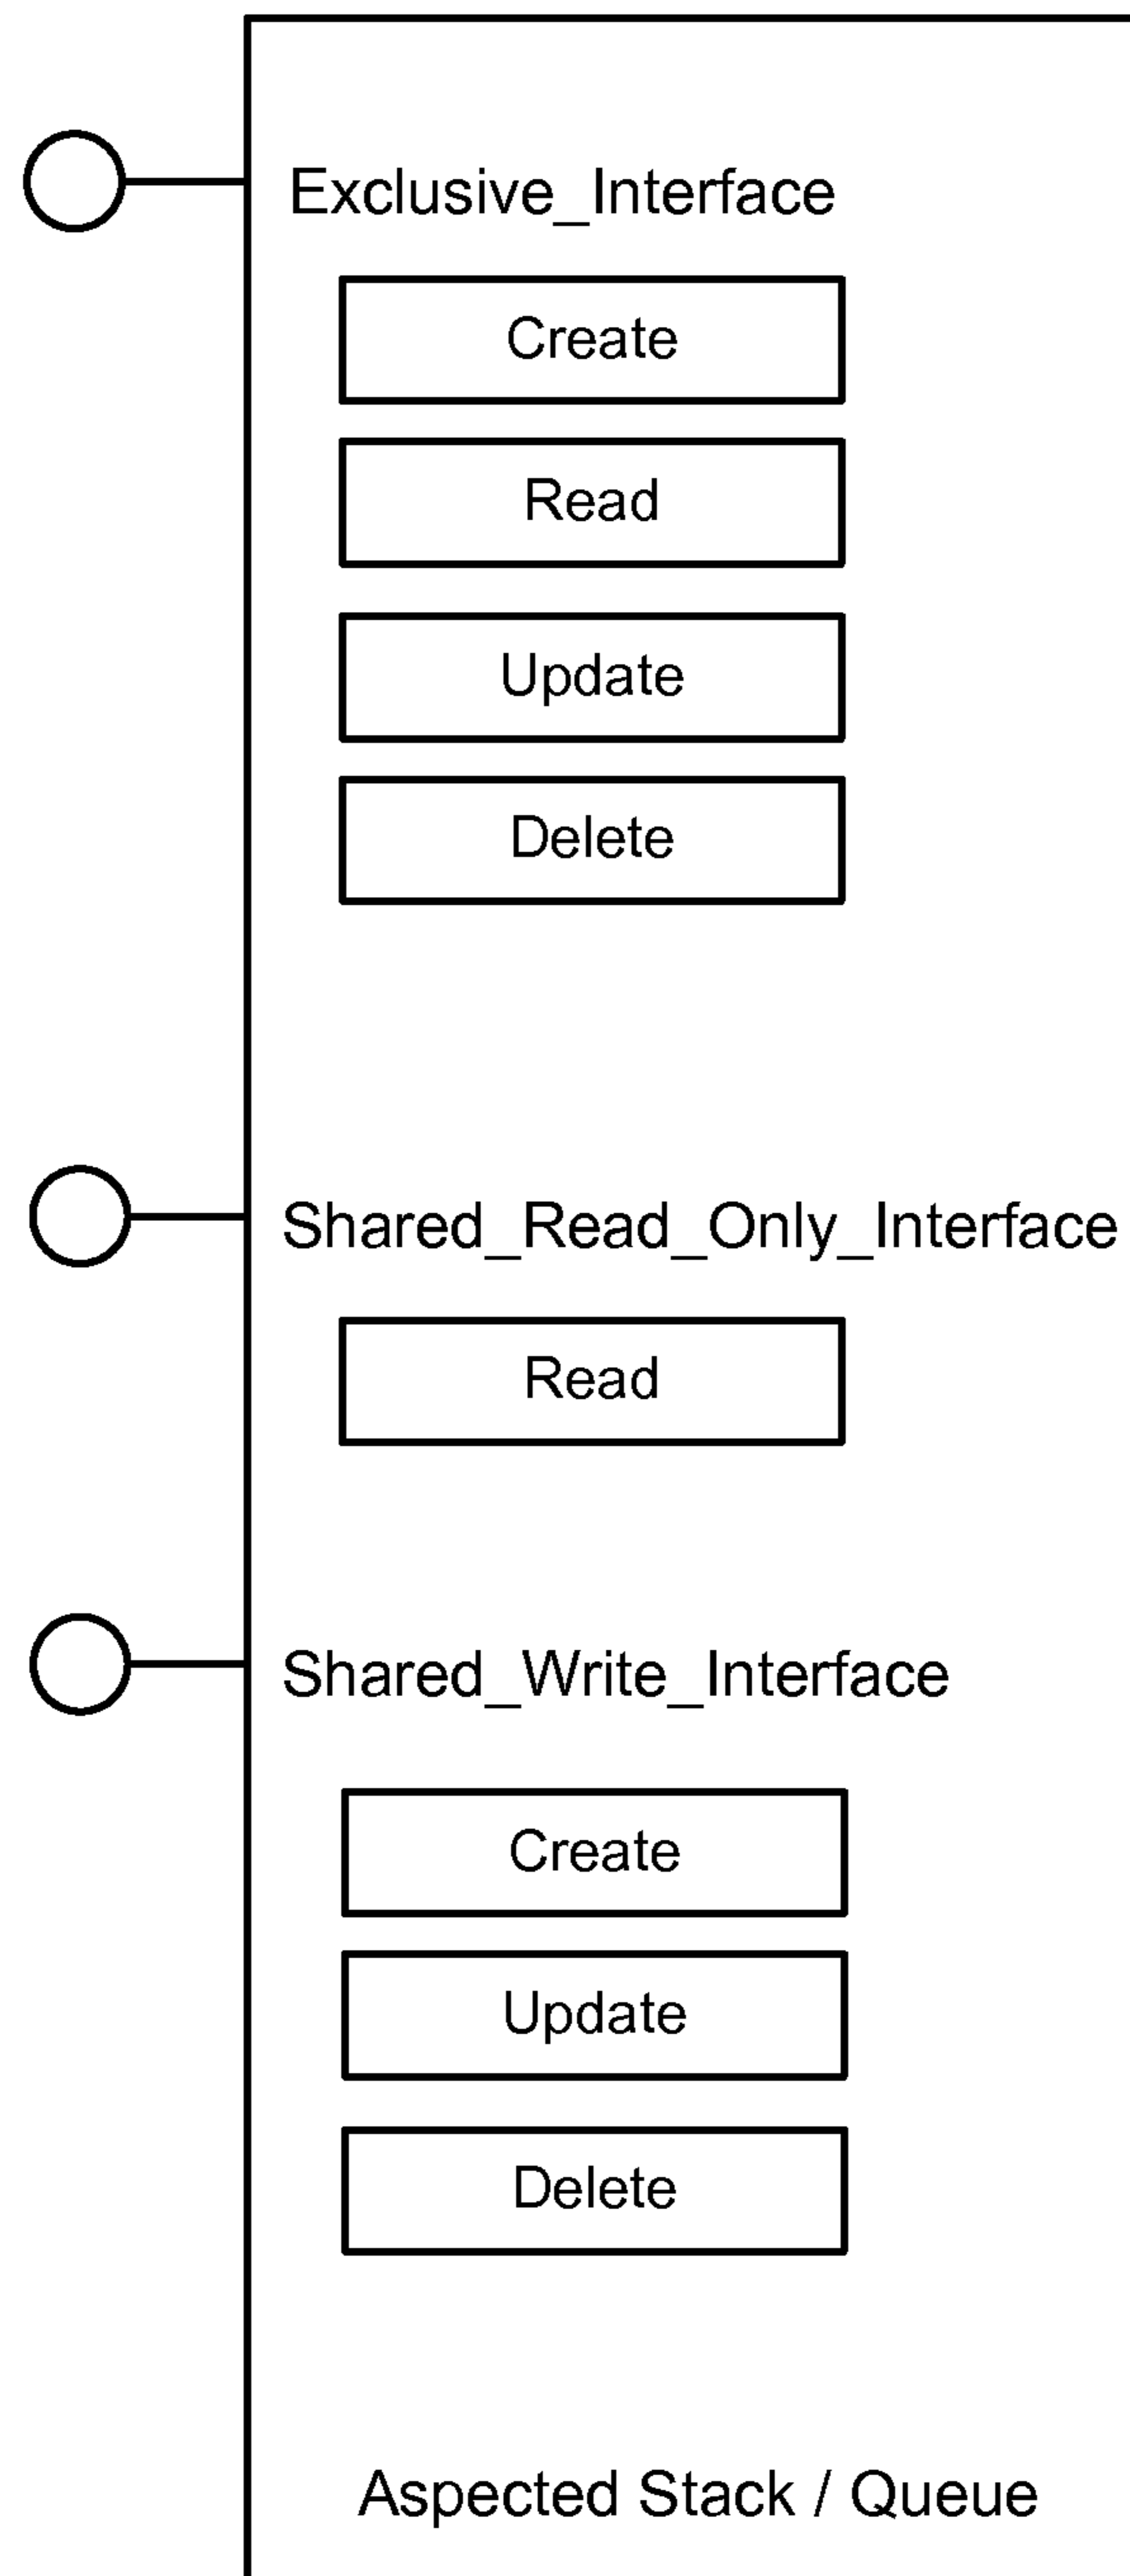 Exclusive_Interface
Create
Read
Update
Delete
Shared_Read_Only_Interface
Read
Shared_Write_Interface
Create
Update
Delete
Aspected Stack / Queue